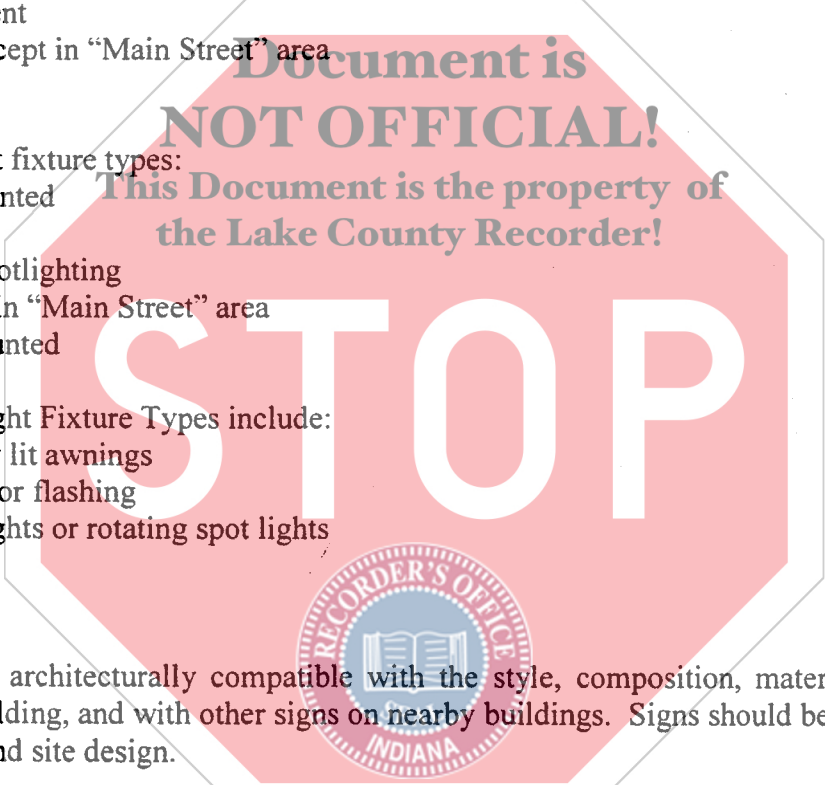 ent
cept in “Main Street” area
Document is
NOT OFFICIAL!
t fixture types:
This Document is the property of
nted
the Lake County Recorder!
otlighting
in “Main Street” area
unted
STOP
ght Fixture Types include:
lit awnings
or flashing
ghts or rotating spot lights
RECORDER'S OFFICE
architecturally compatible with the style, composition, mater
lding, and with other signs on nearby buildings. Signs should be
SEAL
nd site design.
INDIANA